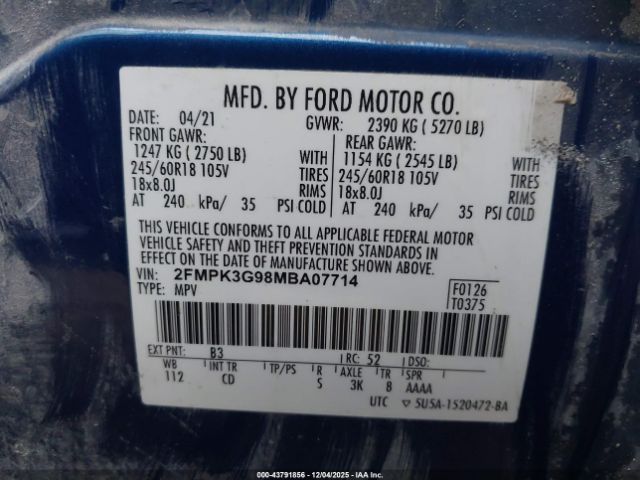 MFD. BY FORD MOTOR CO.
DATE: 04/21 GVWR: 2390 KG ( 5270 LB)
FRONT GAWR: REAR GAWR:
1247 KG ( 2750 LB) WITH 1154 KG ( 2545 LB) WITH
245/60R18 105V TIRES 245/60R18 105V TIRES
18x8.0J RIMS 18x8.0J RIMS
AT 240 kPa/ 35 PSI COLD AT 240 kPa/ 35 PSI COLD
THIS VEHICLE CONFORMS TO ALL APPLICABLE FEDERAL MOTOR
VEHICLE SAFETY AND THEFT PREVENTION STANDARDS IN
EFFECT ON THE DATE OF MANUFACTURE SHOWN ABOVE.
VIN: 2FMPK3G98MBA07714 F0126
TYPE: MPV T0375
EXT PNT: B3 RC: 52 DSO:
WB INT TR TP/PS R AXLE TR SPR
112 CD S 3K 8 AAAA
UTC ▽ 5U5A-1520472-BA
000-43791856 12/04/2025 IAAI.com